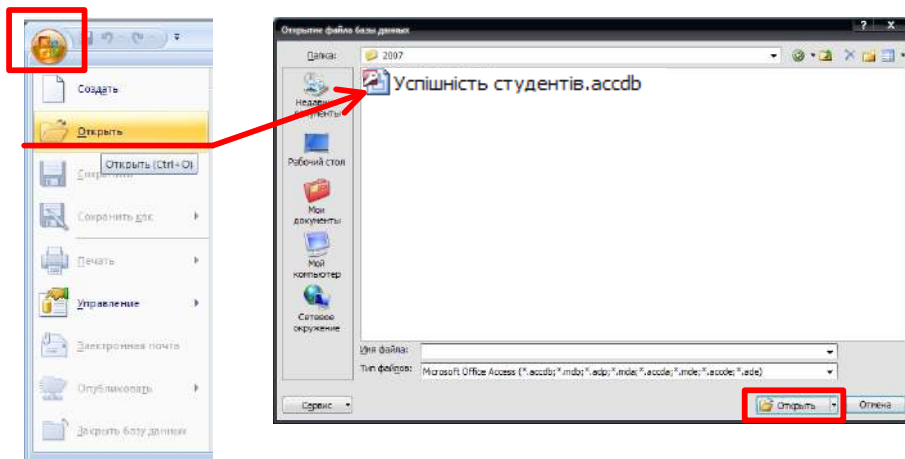 Создать
Открыть
Открыть (Ctrl+O)
Сохранить как
Печать
Управление
Электронная почта
Опубликовать
Закрыть базу данных
Открытие файла базы данных
Папка:
2007
Успішність студентів.accdb
Недавние документы
Рабочий стол
Мои
документы
Мой
компьютер
Сетевое
окружение
Имя файла:
Тип файлов:
Microsoft Office Access (*.accdb;*.mdb;*.adp;*.mda;*.accda;*.mde;*.accde;*.ade)
Сервис
Открыть
Отмена